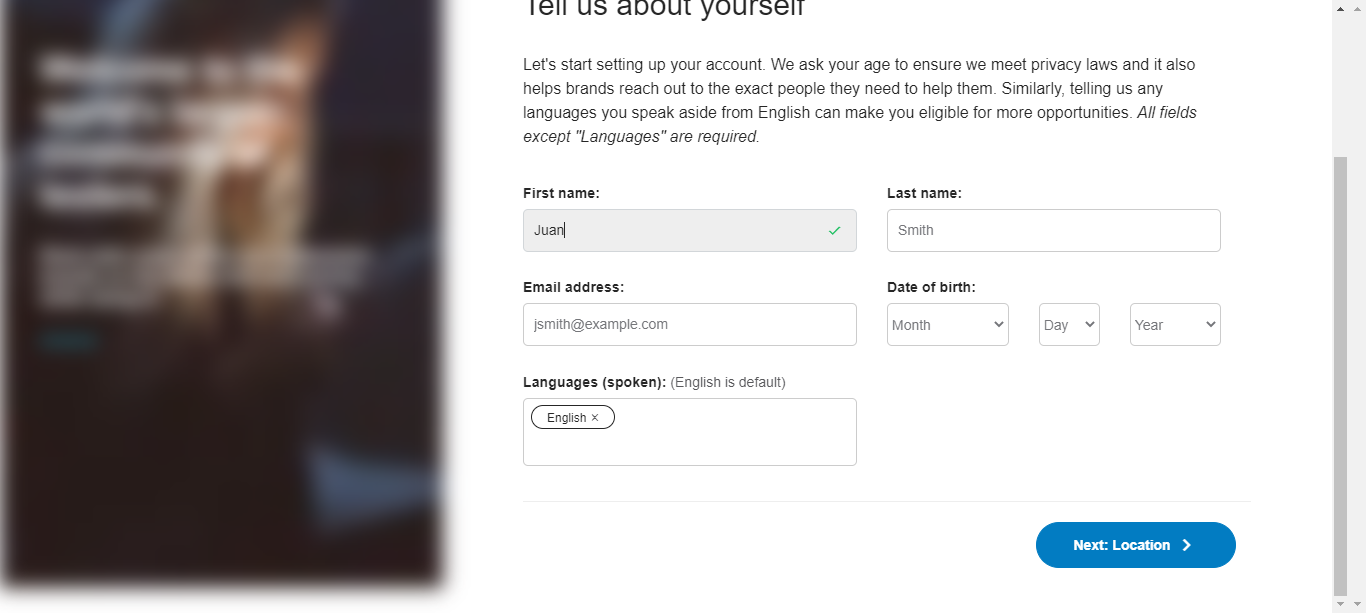 Tell us about yourself
Let's start setting up your account. We ask your age to ensure we meet privacy laws and it also
helps brands reach out to the exact people they need to help them. Similarly, telling us any
languages you speak aside from English can make you eligible for more opportunities. All fields
except "Languages" are required.
First name:
Last name:
Juan
Smith
Email address:
Date of birth:
jsmith@example.com
Month
Day
Year
Languages (spoken): (English is default)
English ×
Next: Location